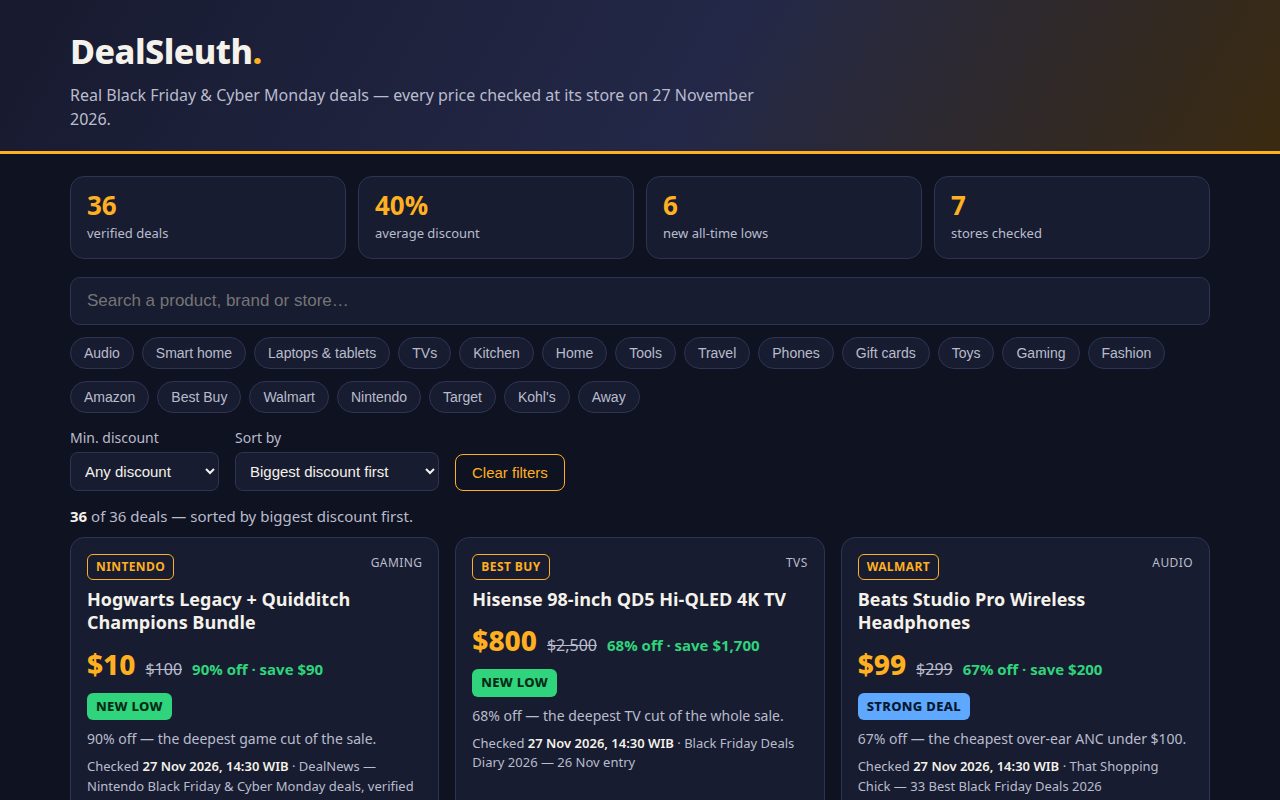 DealSleuth.
Real Black Friday & Cyber Monday deals — every price checked at its store on 27 November
2026.
36
verified deals
40%
average discount
6
new all-time lows
7
stores checked
Search a product, brand or store…
Audio Smart home Laptops & tablets TVs Kitchen Home Tools Travel Phones Gift cards Toys Gaming Fashion
Amazon Best Buy Walmart Nintendo Target Kohl's Away
Min. discount
Any discount
Sort by
Biggest discount first
Clear filters
36 of 36 deals — sorted by biggest discount first.
NINTENDO GAMING
Hogwarts Legacy + Quidditch
Champions Bundle
$10 $100 90% off · save $90
NEW LOW
90% off — the deepest game cut of the sale.
Checked 27 Nov 2026, 14:30 WIB · DealNews —
Nintendo Black Friday & Cyber Monday deals, verified
BEST BUY TVS
Hisense 98-inch QD5 Hi-QLED 4K TV
$800 $2,500 68% off · save $1,700
NEW LOW
68% off — the deepest TV cut of the whole sale.
Checked 27 Nov 2026, 14:30 WIB · Black Friday Deals
Diary 2026 — 26 Nov entry
WALMART AUDIO
Beats Studio Pro Wireless
Headphones
$99 $299 67% off · save $200
STRONG DEAL
67% off — the cheapest over-ear ANC under $100.
Checked 27 Nov 2026, 14:30 WIB · That Shopping
Chick — 33 Best Black Friday Deals 2026